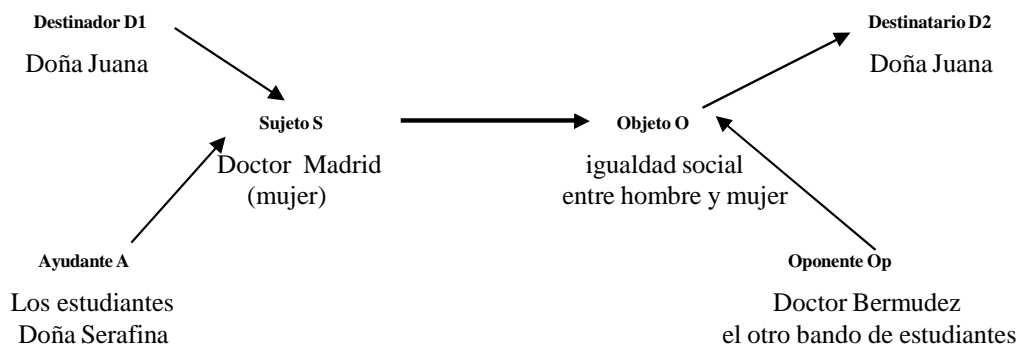 Destinador D1
Doña Juana
Destinatario D2
Doña Juana
Sujeto S
Doctor Madrid
(mujer)
Objeto O
igualdad social
entre hombre y mujer
Ayudante A
Los estudiantes
Doña Serafina
Oponente Op
Doctor Bermudez
el otro bando de estudiantes